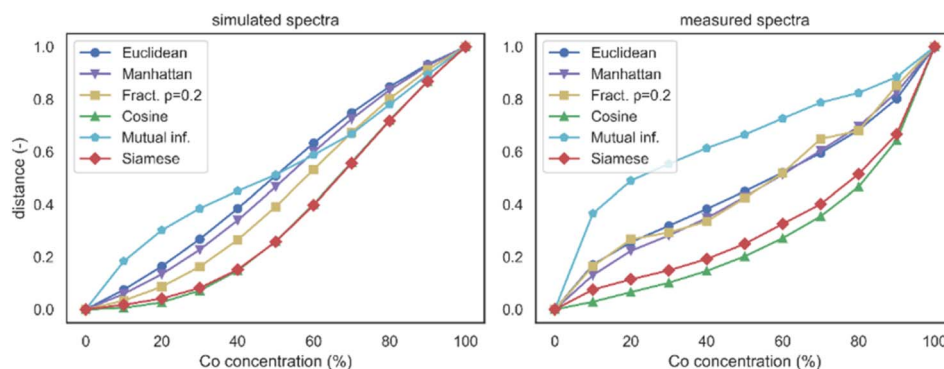 simulated spectra
measured spectra
distance (-)
1.0
0.8
0.6
0.4
0.2
0.0
Euclidean
Manhattan
Fract. p=0.2
Cosine
Mutual inf.
Siamese
0 20 40 60 80 100
Co concentration (%)
1.0
0.8
0.6
0.4
0.2
0.0
Euclidean
Manhattan
Fract. p=0.2
Cosine
Mutual inf.
Siamese
0 20 40 60 80 100
Co concentration (%)